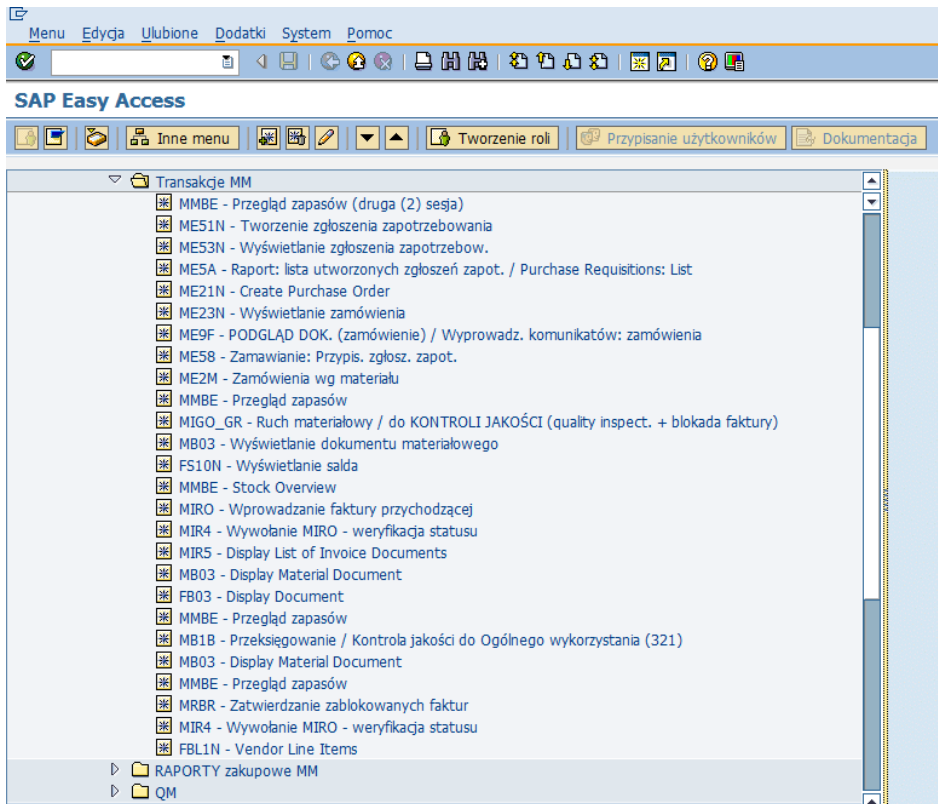 Menu Edycja Ulubione Dodatki System Pomoc
SAP Easy Access
Inne menu Tworzenie roli Przypisanie użytkowników Dokumentacja
Transakcje MM
MMBE - Przegląd zapasów (druga (2) sesja)
ME51N - Tworzenie zgłoszenia zapotrzebowania
ME53N - Wyświetlanie zgłoszenia zapotrzebow.
ME5A - Raport: lista utworzonych zgłoszeń zapot. / Purchase Requisitions: List
ME21N - Create Purchase Order
ME23N - Wyświetlanie zamówienia
ME9F - PODGLĄD DOK. (zamówienie) / Wyprowadz. komunikatów: zamówienia
ME58 - Zamawianie: Przypis. zgłosz. zapot.
ME2M - Zamówienia wg materiału
MMBE - Przegląd zapasów
MIGO_GR - Ruch materiałowy / do KONTROLI JAKOŚCI (quality inspect. + blokada faktury)
MB03 - Wyświetlanie dokumentu materiałowego
FS10N - Wyświetlanie salda
MMBE - Stock Overview
MIRO - Wprowadzanie faktury przychodzącej
MIR4 - Wywołanie MIRO - weryfikacja statusu
MIR5 - Display List of Invoice Documents
MB03 - Display Material Document
FB03 - Display Document
MMBE - Przegląd zapasów
MB1B - Przeksięgowanie / Kontrola jakości do Ogólnego wykorzystania (321)
MB03 - Display Material Document
MMBE - Przegląd zapasów
MRBR - Zatwierdzanie zablokowanych faktur
MIR4 - Wywołanie MIRO - weryfikacja statusu
FBL1N - Vendor Line Items
RAPORTY zakupowe MM
QM